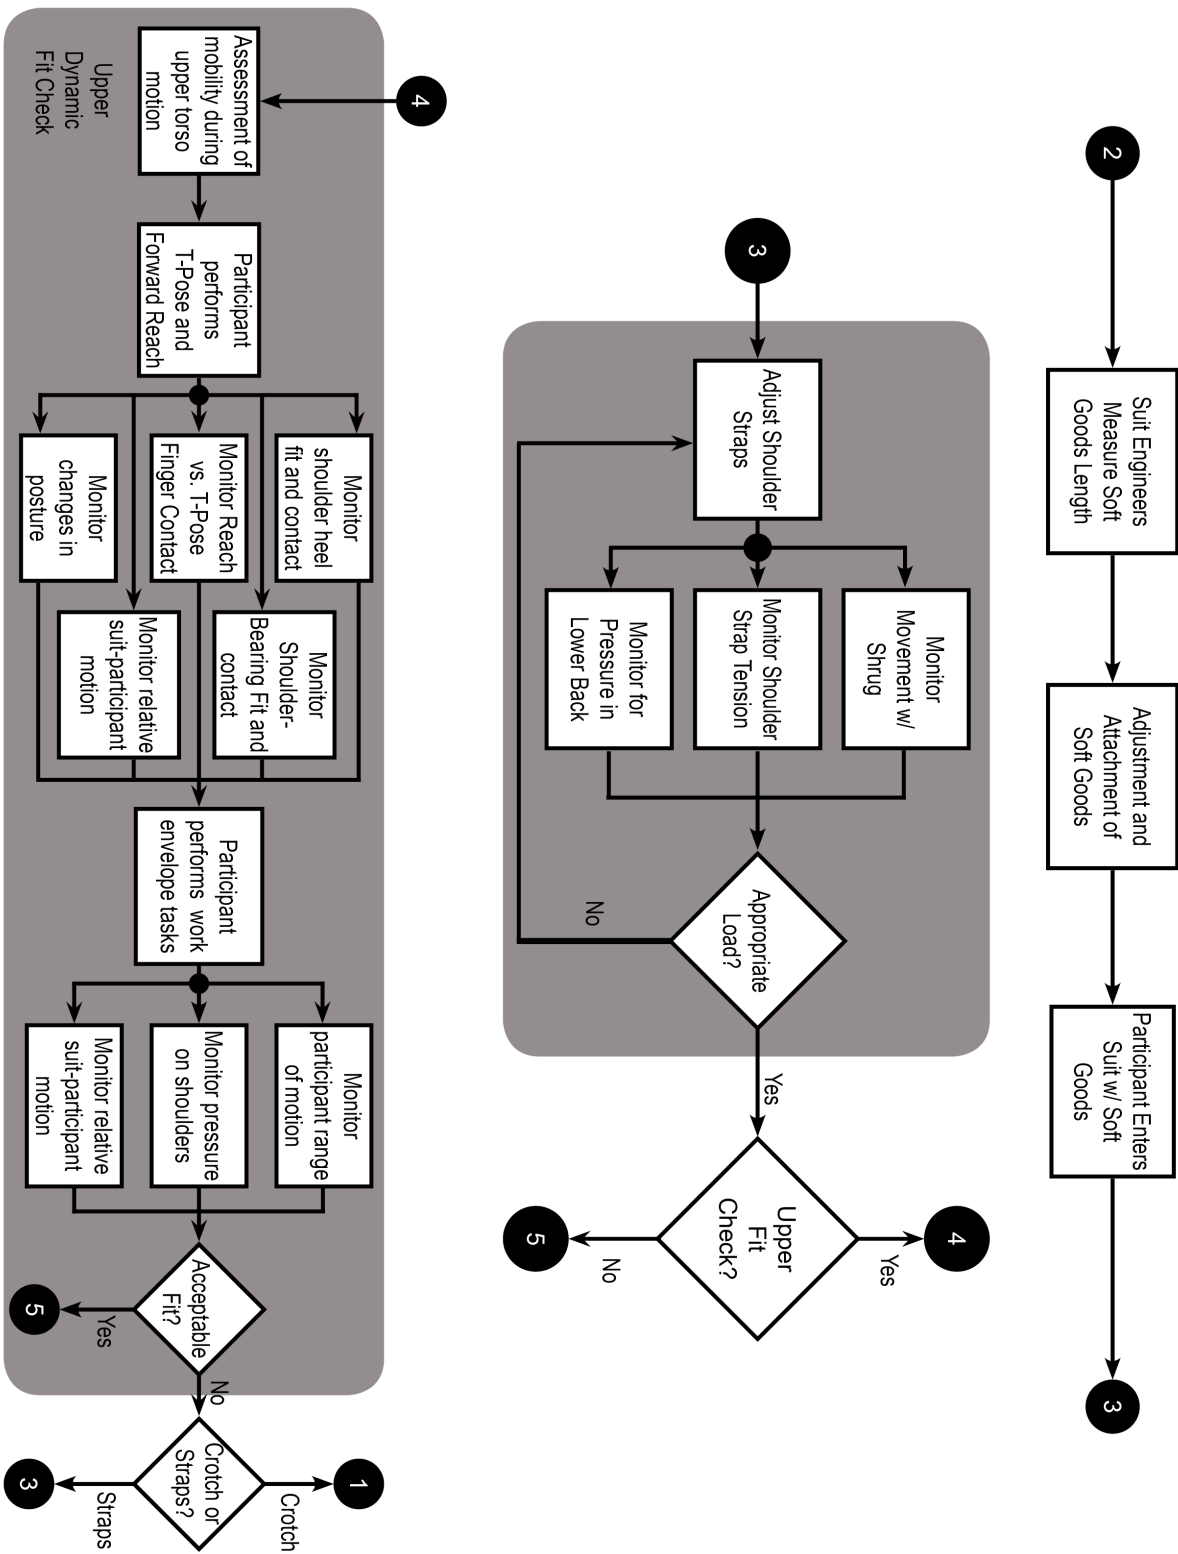 2
Suit Engineers
Measure Soft
Goods Length
Adjustment and
Attachment of
Soft Goods
Participant Enters
Suit w/ Soft
Goods
3
3
Adjust Shoulder
Straps
Monitor
Movement w/
Shrug
Monitor Shoulder
Strap Tension
Monitor for
Pressure in
Lower Back
Appropriate
Load?
No
Yes
Upper
Fit
Check?
Yes
4
No
5
4
Assessment of
mobility during
upper torso
motion
Upper
Dynamic
Fit Check
Participant
performs
T-Pose and
Forward Reach
Monitor
shoulder heel
fit and contact
Monitor Reach
vs. T-Pose
Finger Contact
Monitor
changes in
posture
Monitor
Shoulder-
Bearing Fit and
contact
Monitor relative
suit-participant
motion
Participant
performs work
envelope tasks
Monitor
participant range
of motion
Monitor pressure
on shoulders
Monitor relative
suit-participant
motion
Acceptable
Fit?
Yes
5
No
Crotch or
Straps?
Crotch
1
Straps
3